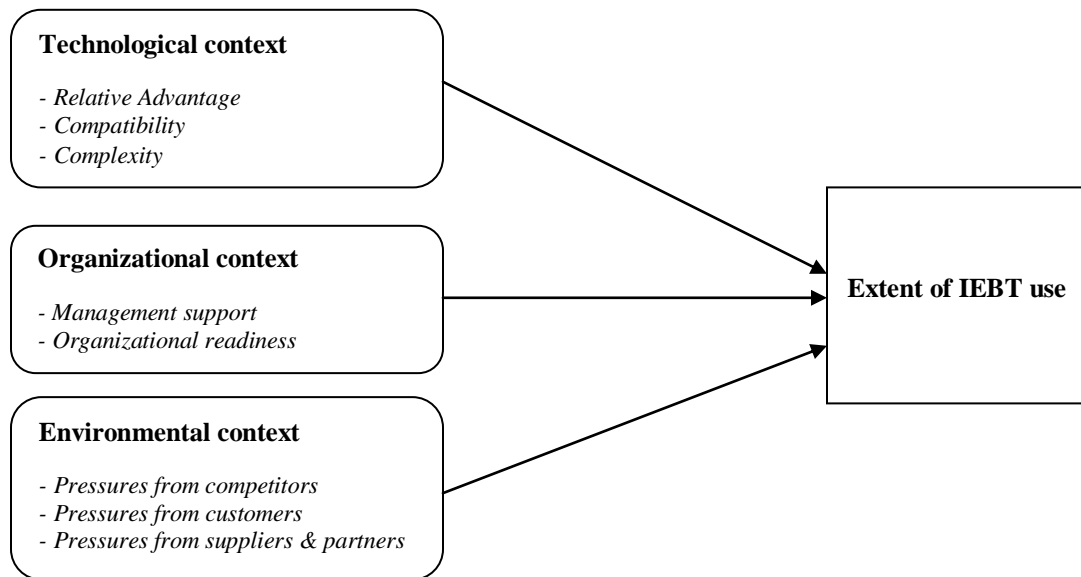 Technological context
- Relative Advantage
- Compatibility
- Complexity
Organizational context
- Management support
- Organizational readiness
Environmental context
- Pressures from competitors
- Pressures from customers
- Pressures from suppliers & partners
Extent of IEBT use